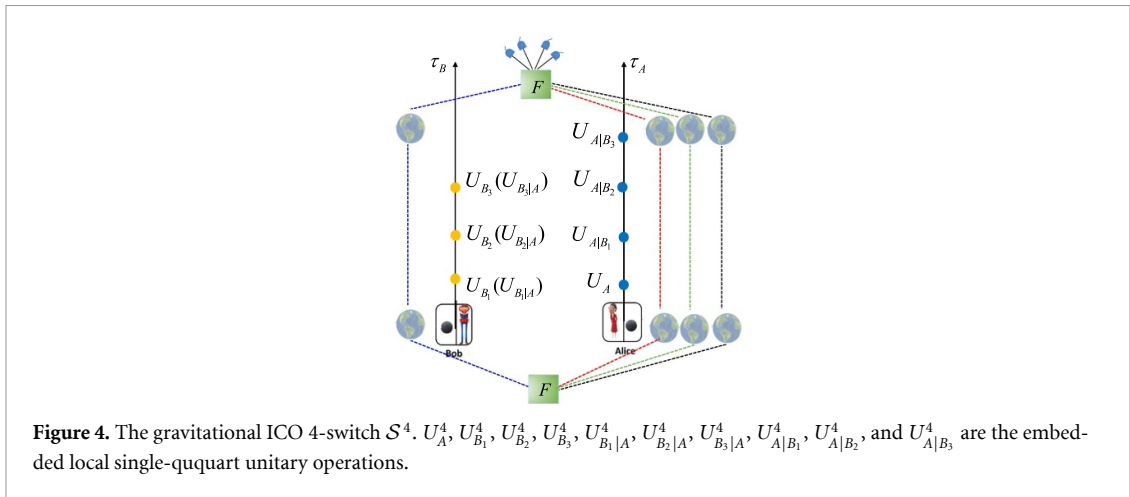 τ_B F τ_A
U_{A|B_3}
U_{B_3}(U_{B_3|A}) U_{A|B_2}
U_{B_2}(U_{B_2|A}) U_{A|B_1}
U_{B_1}(U_{B_1|A}) U_A
Bob Alice
F
Figure 4. The gravitational ICO 4-switch 𝒮^4. U_A^4, U_{B_1}^4, U_{B_2}^4, U_{B_3}^4, U_{B_1|A}^4, U_{B_2|A}^4, U_{B_3|A}^4, U_{A|B_1}^4, U_{A|B_2}^4, and U_{A|B_3}^4 are the embed-
ded local single-ququart unitary operations.